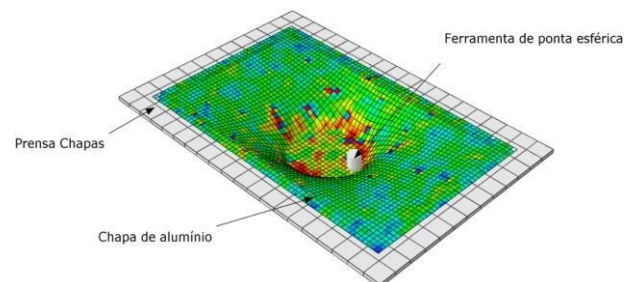 Ferramenta de ponta esférica
Prensa Chapas
Chapa de alumínio